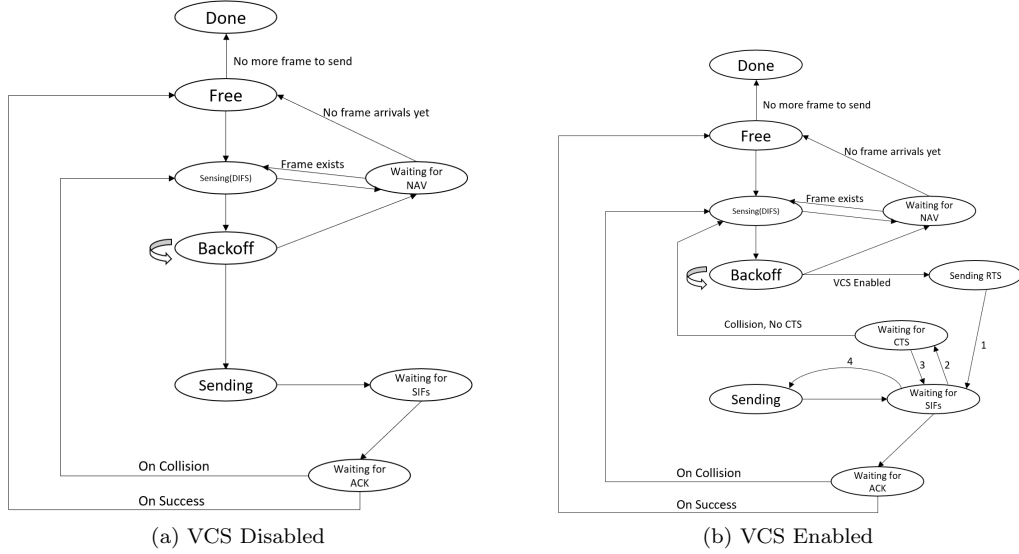 Done
No more frame to send
Free
No frame arrivals yet
Frame exists
Sensing(DIFS)
Waiting for
NAV
Backoff
Sending
Waiting for
SIFs
On Collision
Waiting for
ACK
On Success
(a) VCS Disabled
Done
No more frame to send
Free
No frame arrivals yet
Frame exists
Sensing(DIFS)
Waiting for
NAV
Backoff
VCS Enabled
Sending RTS
Collision, No CTS
Waiting for
CTS
1
3
2
4
Sending
Waiting for
SIFs
On Collision
Waiting for
ACK
On Success
(b) VCS Enabled